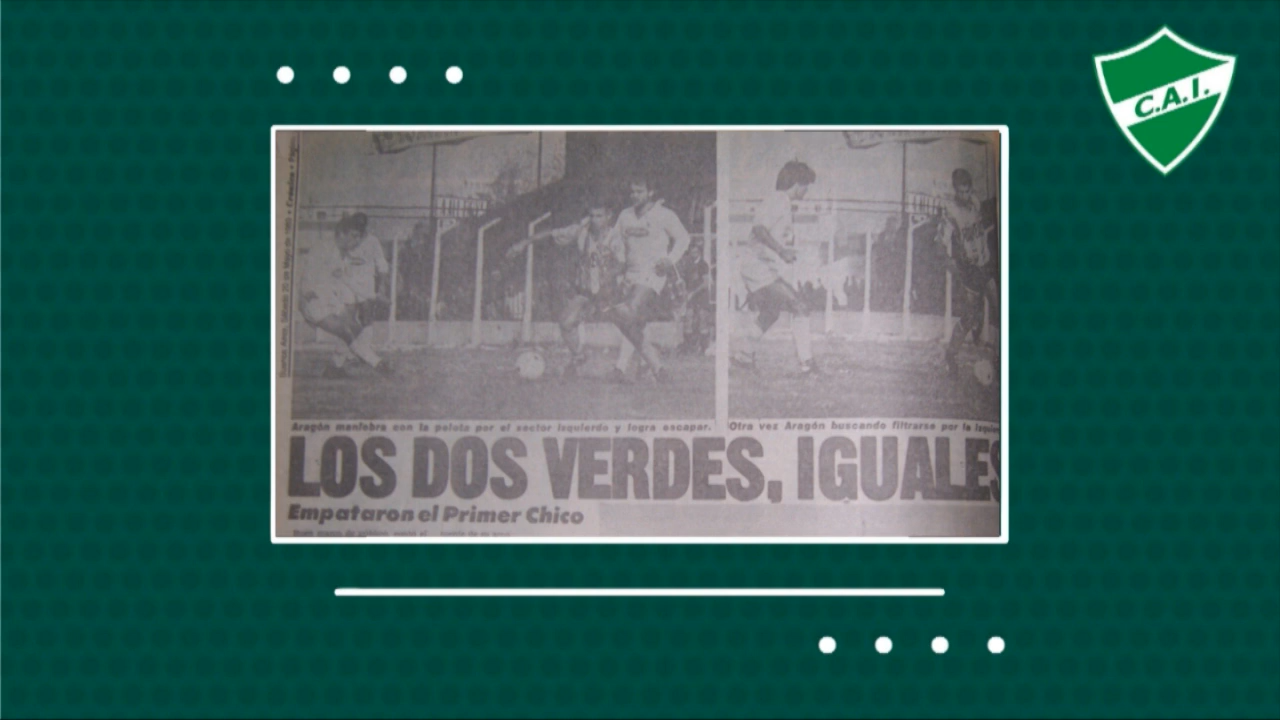 C.A.I.
Aragón maniobra con la pelota por el sector izquierdo y logra escapar.
Otra vez Aragón buscando filtrarse por la izquier
LOS DOS VERDES, IGUALES
Empataron el Primer Chico